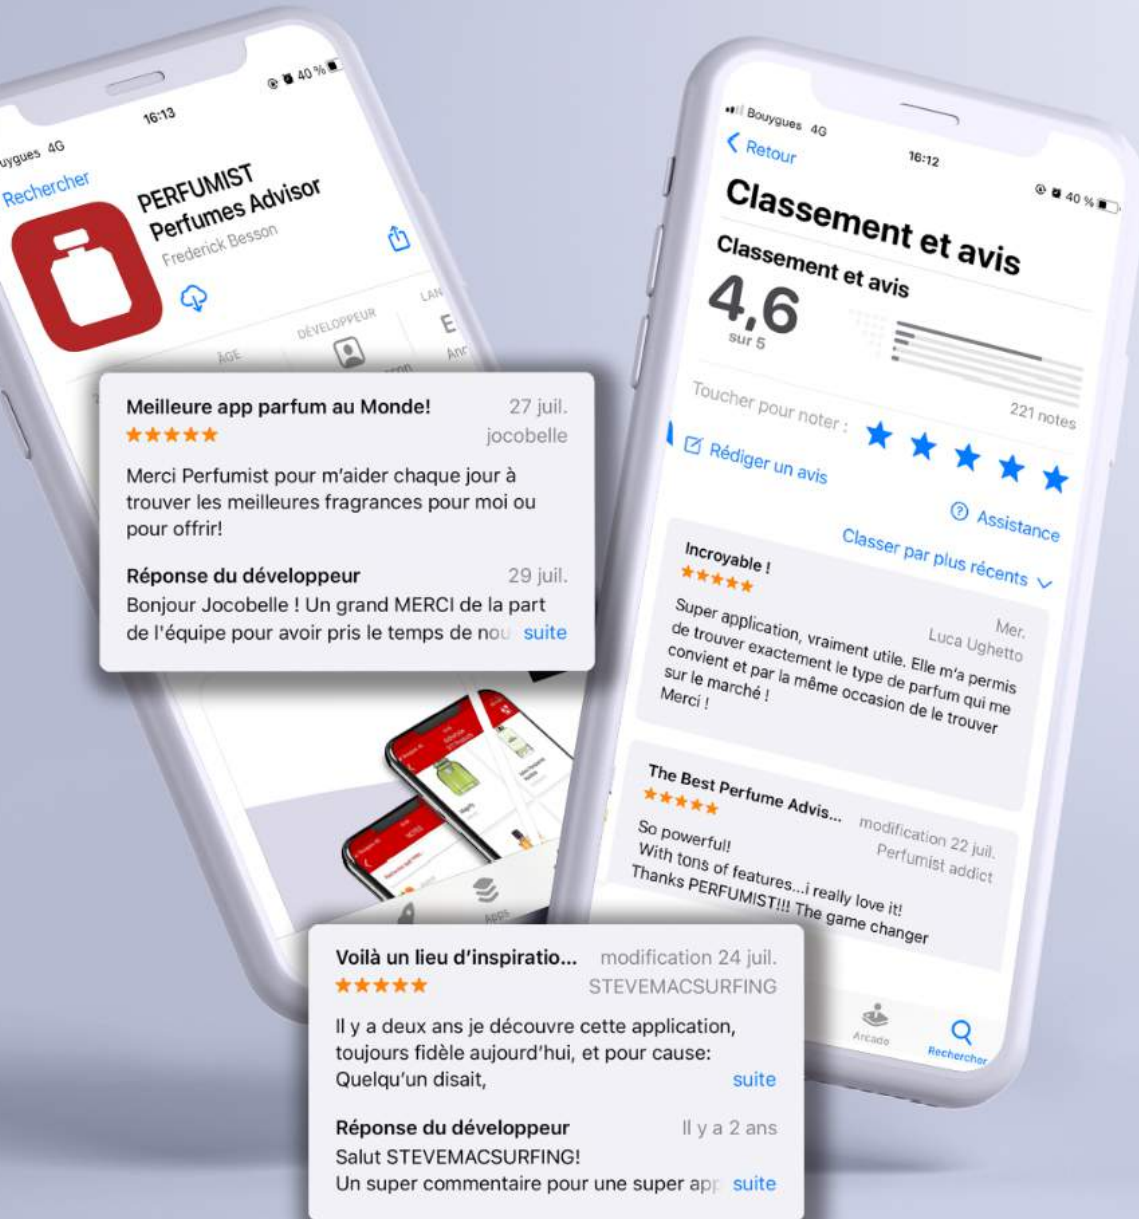 16:13
40 %
uygues 4G
Rechercher
PERFUMIST
Perfumes Advisor
Frederick Besson
ÂGE
DÉVELOPPEUR
LAN
E
Meilleure app parfum au Monde!
27 juil.
jocobelle
Merci Perfumist pour m'aider chaque jour à
trouver les meilleures fragrances pour moi ou
pour offrir!
Réponse du développeur
29 juil.
Bonjour Jocobelle ! Un grand MERCI de la part
de l'équipe pour avoir pris le temps de nou
suite
Apps
Voilà un lieu d'inspiratio...
modification 24 juil.
STEVEMACSURFING
Il y a deux ans je découvre cette application,
toujours fidèle aujourd'hui, et pour cause:
Quelqu'un disait,
suite
Réponse du développeur
Il y a 2 ans
Salut STEVEMACSURFING!
Un super commentaire pour une super app
suite
Bouygues 4G
16:12
40 %
Retour
Classement et avis
Classement et avis
4,6
sur 5
221 notes
Toucher pour noter :
Rédiger un avis
Assistance
Classer par plus récents
Incroyable !
Mer.
Luca Ughetto
Super application, vraiment utile. Elle m'a permis
de trouver exactement le type de parfum qui me
convient et par la même occasion de le trouver
sur le marché !
Merci !
The Best Perfume Advis...
modification 22 juil.
Perfumist addict
So powerful!
With tons of features...i really love it!
Thanks PERFUMIST!!! The game changer
Arcade
Rechercher